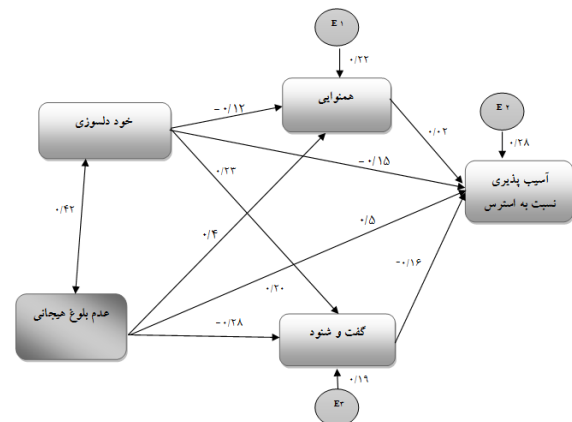 E ۱
۰/۲۲
همنوایی
E ۲
۰/۲۸
خود دلسوزی
-۰/۱۲
۰/۰۲
-۰/۱۵
آسیب پذیری
نسبت به استرس
۰/۲۳
۰/۴۲
۰/۴
۰/۵
-۰/۱۶
عدم بلوغ هیجانی
۰/۲۰
-۰/۲۸
گفت و شنود
۰/۱۹
E۳